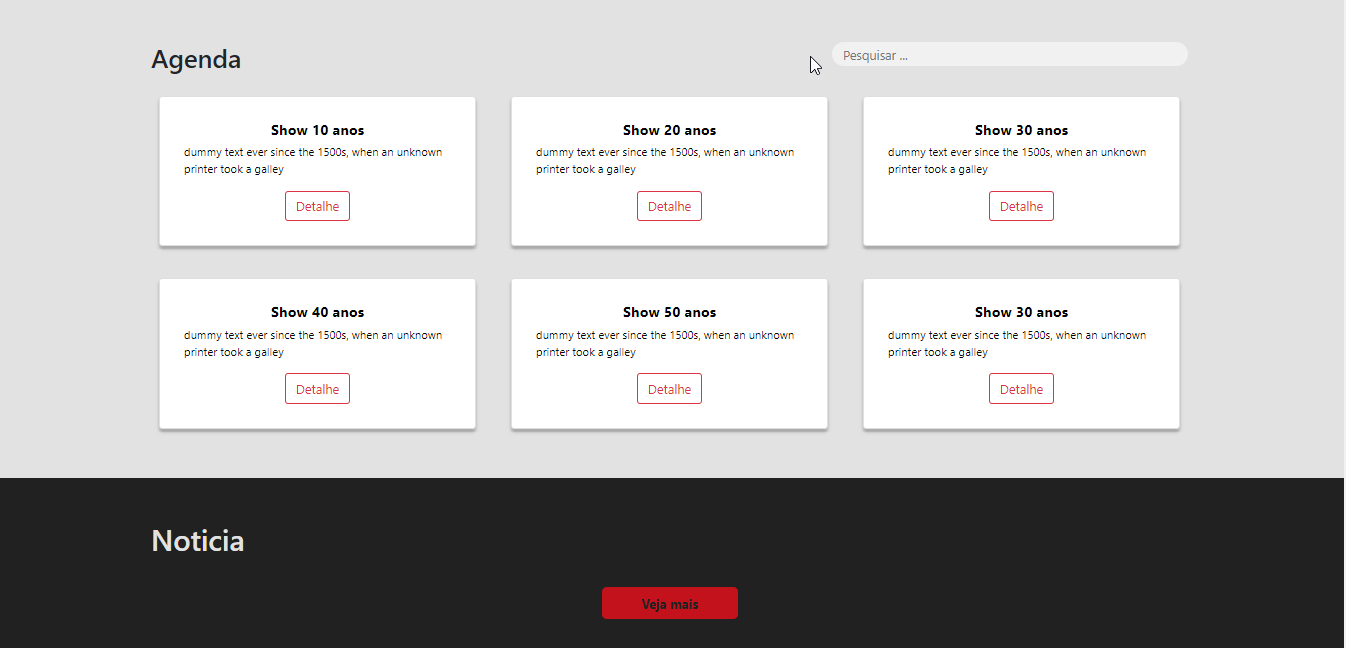 Agenda
Pesquisar ...
Show 10 anos
dummy text ever since the 1500s, when an unknown
printer took a galley
Detalhe
Show 20 anos
dummy text ever since the 1500s, when an unknown
printer took a galley
Detalhe
Show 30 anos
dummy text ever since the 1500s, when an unknown
printer took a galley
Detalhe
Show 40 anos
dummy text ever since the 1500s, when an unknown
printer took a galley
Detalhe
Show 50 anos
dummy text ever since the 1500s, when an unknown
printer took a galley
Detalhe
Show 30 anos
dummy text ever since the 1500s, when an unknown
printer took a galley
Detalhe
Noticia
Veja mais